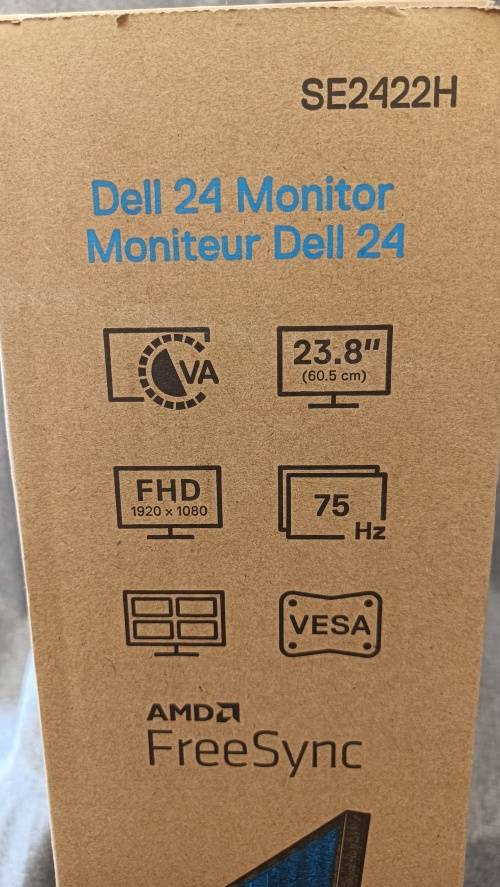 SE2422H
Dell 24 Monitor
Moniteur Dell 24
VA
23.8"
(60.5 cm)
FHD
1920 x 1080
75
Hz
VESA
AMD
FreeSync